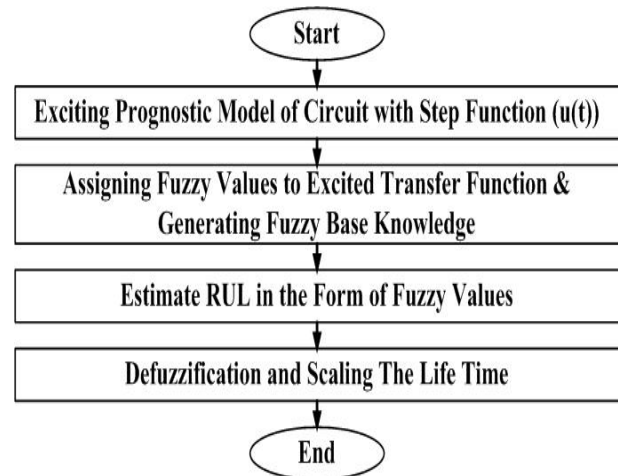 Start
Exciting Prognostic Model of Circuit with Step Function (u(t))
Assigning Fuzzy Values to Excited Transfer Function &
Generating Fuzzy Base Knowledge
Estimate RUL in the Form of Fuzzy Values
Defuzzification and Scaling The Life Time
End